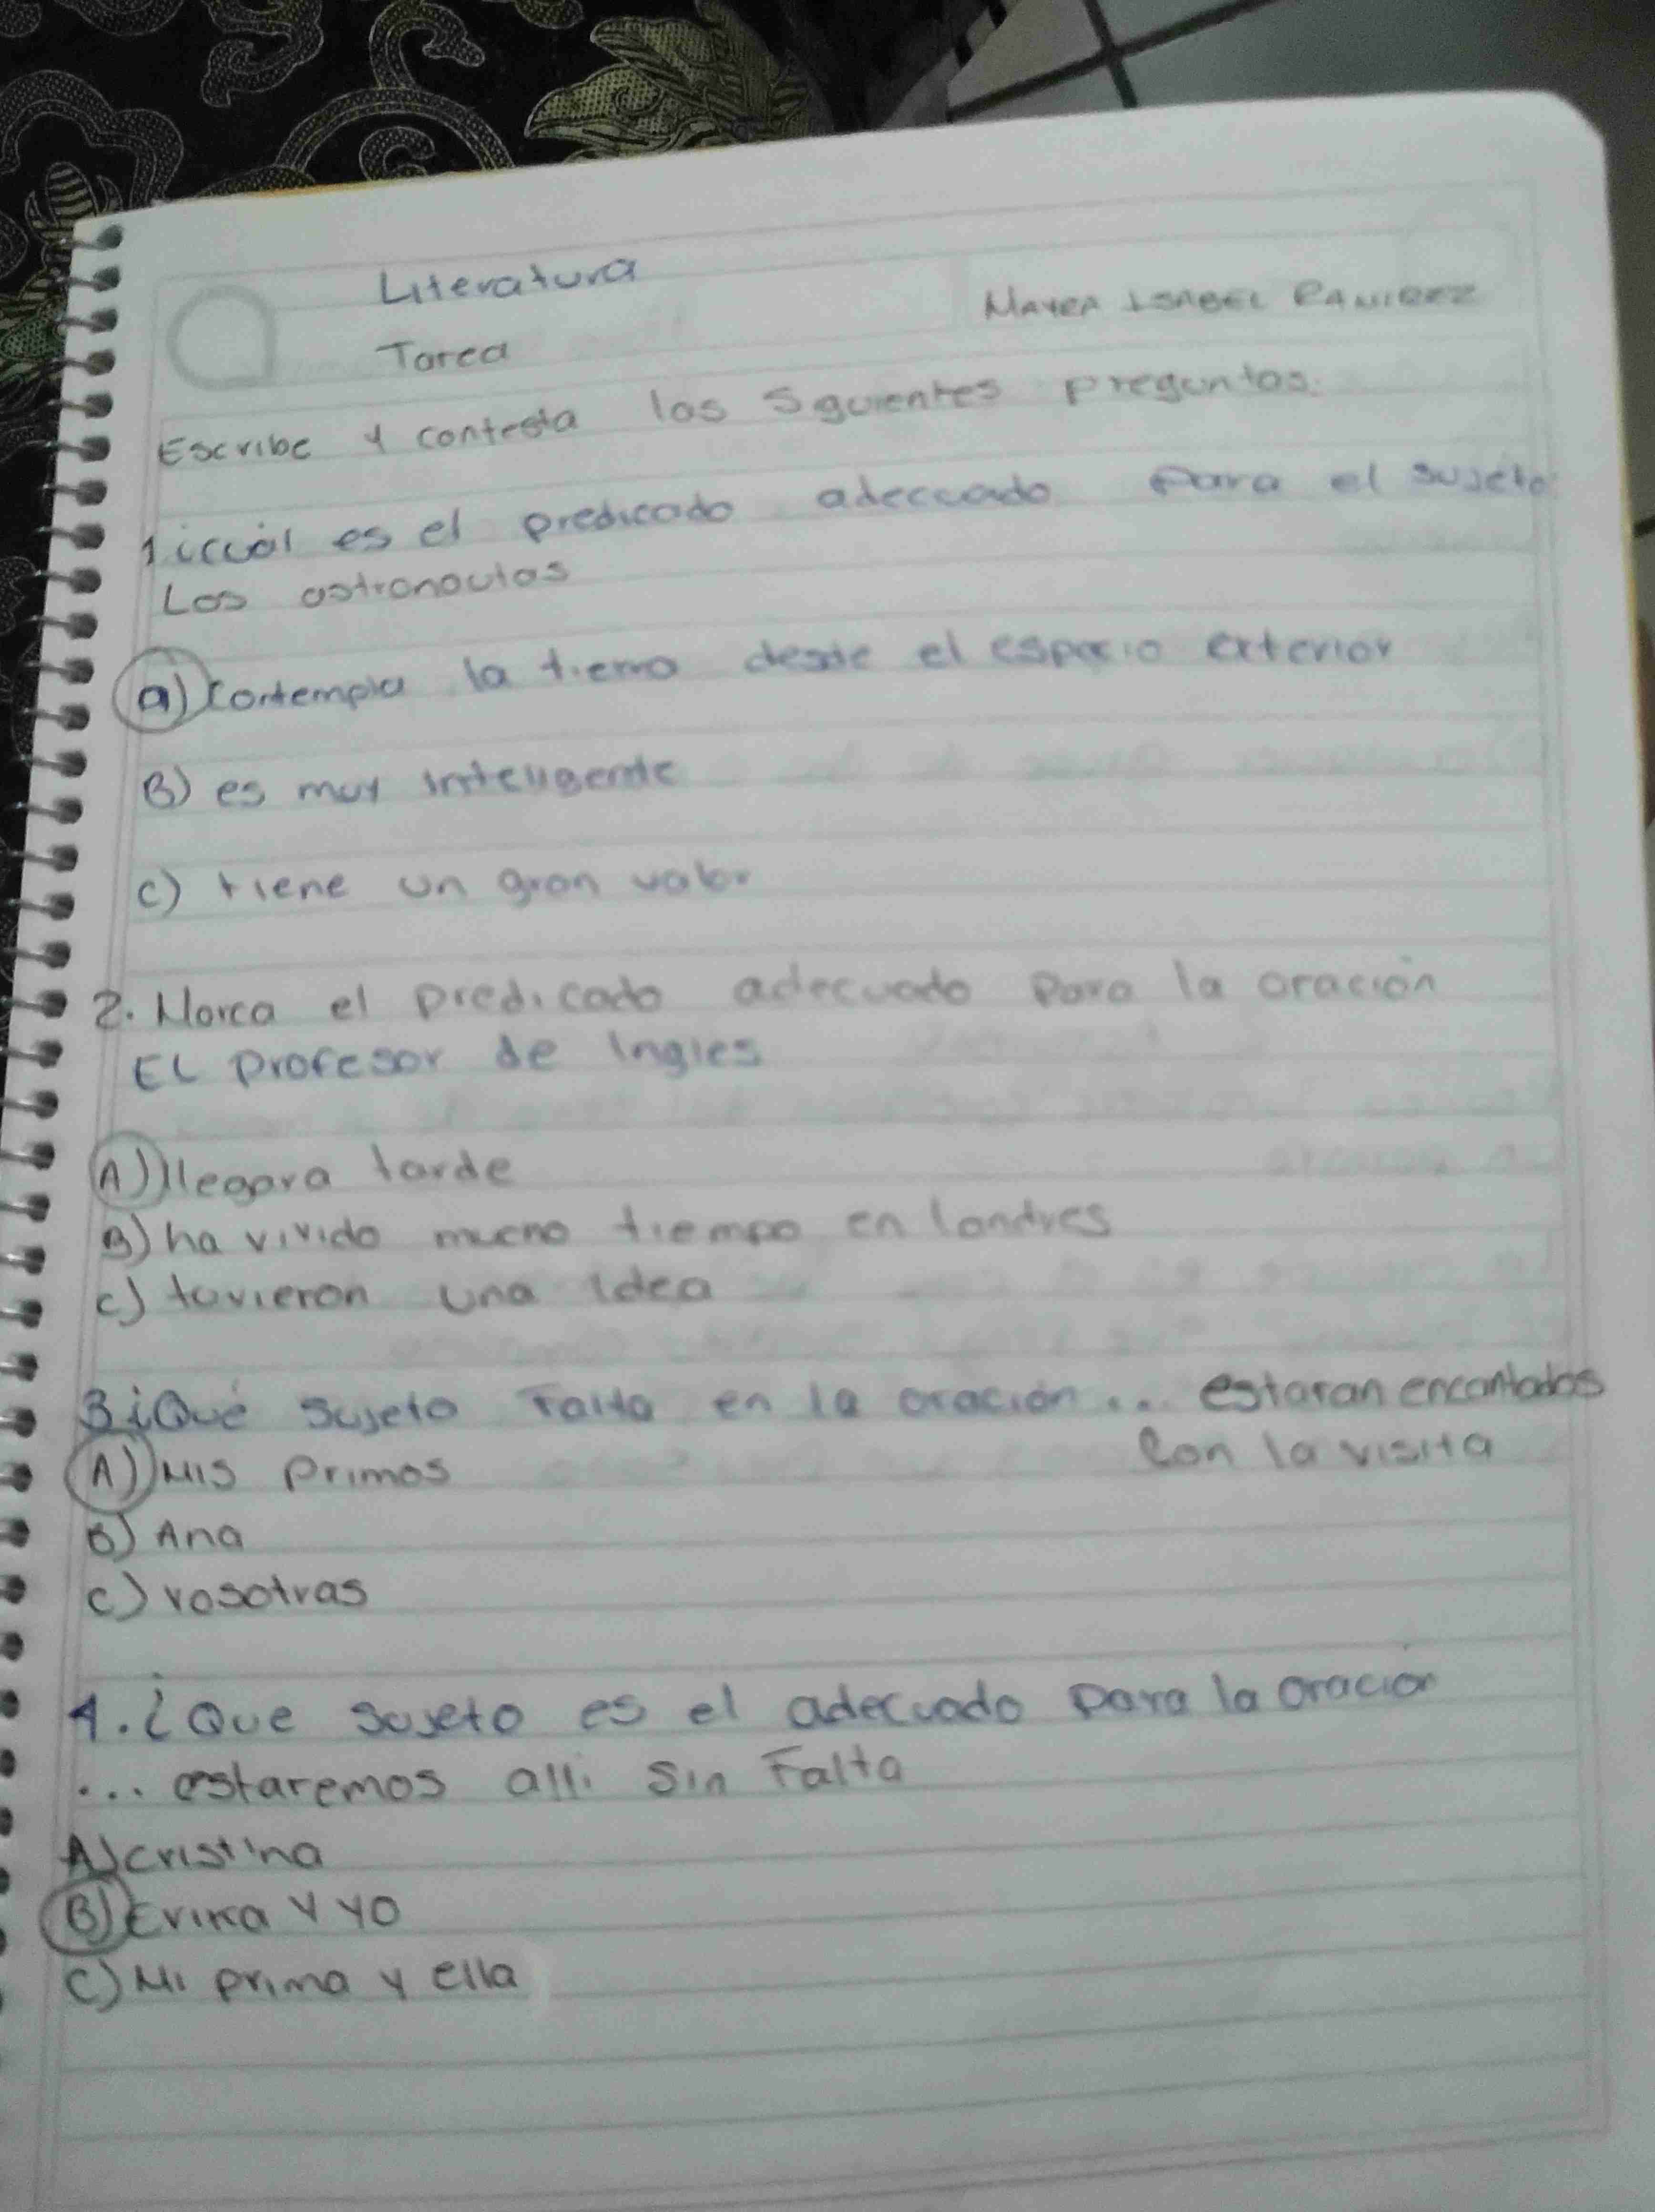 Literatura
MAYRA ISABEL RAMIREZ
Tarea
Escribe y contesta las Sguientes preguntas.
1 ¿cuál es el predicado adecuado para el sujeto
Los astronautas
a) Contempla la tierra desde el espacio exterior
B) es muy inteligente
c) tiene un gran valor
2. Marca el predicado adecuado para la oración
EL profesor de Ingles
A) llegara tarde
B) ha vivido mucho tiempo en londres
c) tuvieron una idea
3 ¿Qué sujeto Falta en la oración... estaran encantados
con la visita
A) Mis primos
B) Ana
c) vosotras
4. ¿Que sujeto es el adecuado para la oración
... estaremos alli sin Falta
A) cristina
B) Erika y yo
C) Mi prima y ella